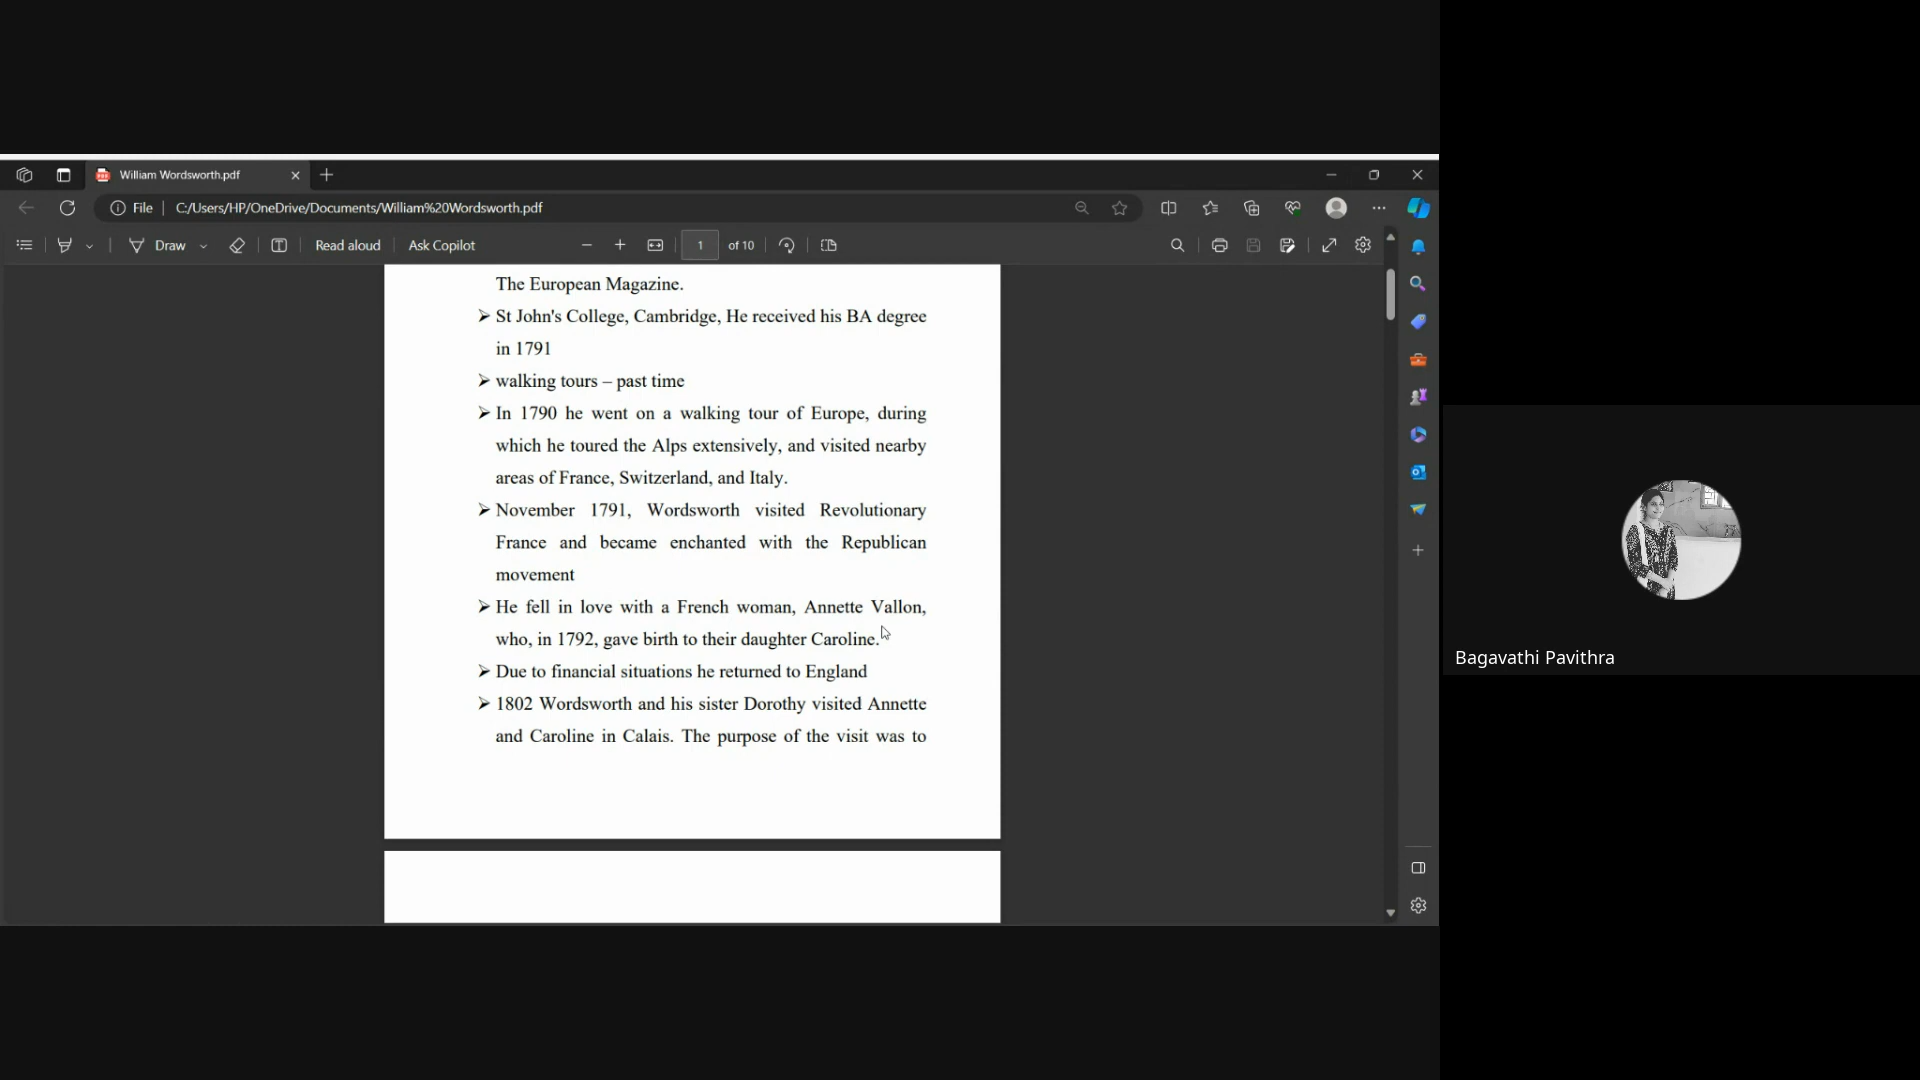 William Wordsworth.pdf
File
C:/Users/HP/OneDrive/Documents/William%20Wordsworth.pdf
Draw
Read aloud
Ask Copilot
1
of 10
The European Magazine.
➢ St John's College, Cambridge, He received his BA degree
in 1791
➢ walking tours – past time
➢ In 1790 he went on a walking tour of Europe, during
which he toured the Alps extensively, and visited nearby
areas of France, Switzerland, and Italy.
➢ November 1791, Wordsworth visited Revolutionary
France and became enchanted with the Republican
movement
➢ He fell in love with a French woman, Annette Vallon,
who, in 1792, gave birth to their daughter Caroline.
➢ Due to financial situations he returned to England
➢ 1802 Wordsworth and his sister Dorothy visited Annette
and Caroline in Calais. The purpose of the visit was to
Bagavathi Pavithra